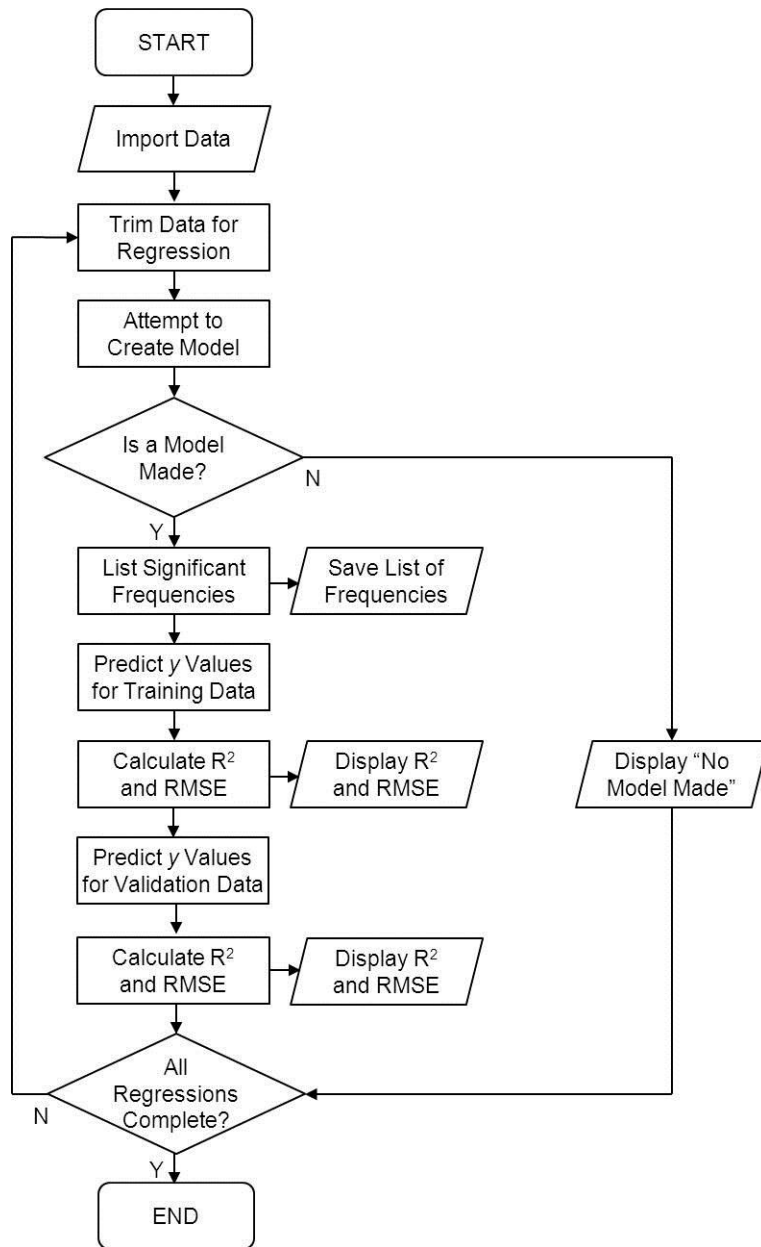 START
Import Data
Trim Data for
Regression
Attempt to
Create Model
Is a Model
Made?
N
Y
List Significant
Frequencies
Save List of
Frequencies
Predict y Values
for Training Data
Calculate R²
and RMSE
Display R²
and RMSE
Display “No
Model Made”
Predict y Values
for Validation Data
Calculate R²
and RMSE
Display R²
and RMSE
All
Regressions
Complete?
N
Y
END